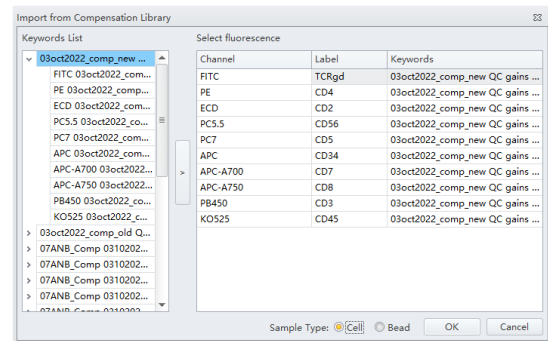 Import from Compensation Library
Keywords List
03oct2022_comp_new ...
FITC 03oct2022_com...
PE 03oct2022_comp...
ECD 03oct2022_com...
PC5.5 03oct2022_co...
PC7 03oct2022_com...
APC 03oct2022_com...
APC-A700 03oct2022...
APC-A750 03oct2022...
PB450 03oct2022_co...
KO525 03oct2022_c...
03oct2022_comp_old Q...
07ANB_Comp 0310202...
07ANB_Comp 0310202...
07ANB_Comp 0310202...
07ANB_Comp 0310202...
>
Select fluorescence
Channel Label Keywords
FITC TCRgd 03oct2022_comp_new QC gains ...
PE CD4 03oct2022_comp_new QC gains ...
ECD CD2 03oct2022_comp_new QC gains ...
PC5.5 CD56 03oct2022_comp_new QC gains ...
PC7 CD5 03oct2022_comp_new QC gains ...
APC CD34 03oct2022_comp_new QC gains ...
APC-A700 CD7 03oct2022_comp_new QC gains ...
APC-A750 CD8 03oct2022_comp_new QC gains ...
PB450 CD3 03oct2022_comp_new QC gains ...
KO525 CD45 03oct2022_comp_new QC gains ...
Sample Type: Cell Bead OK Cancel